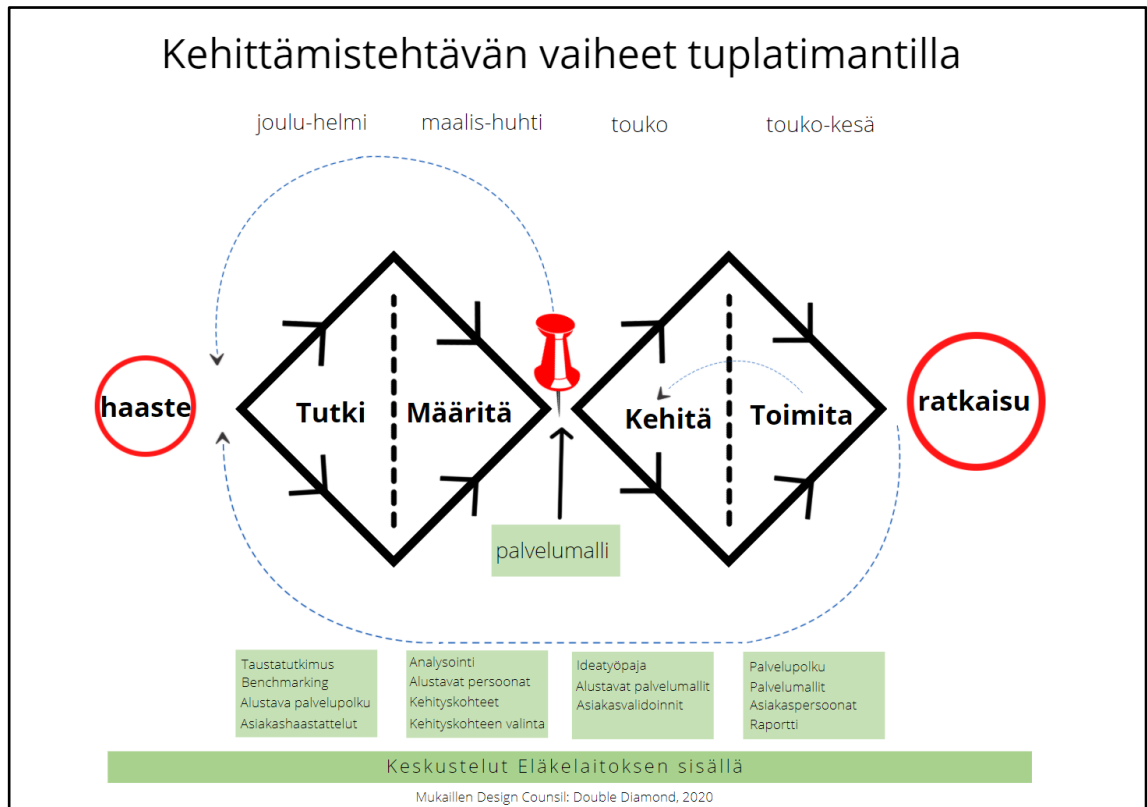 Kehittämistehtävän vaiheet tuplatimantilla
joulu-helmi
maalis-huhti
touko
touko-kesä
haaste
Tutki
Määritä
Kehitä
Toimita
ratkaisu
palvelumalli
Taustatutkimus
Benchmarking
Alustava palvelupolku
Asiakashaastattelut
Analysointi
Alustavat persoonat
Kehityskohteet
Kehityskohteen valinta
Ideatyöpaja
Alustavat palvelumallit
Asiakasvalidoinnit
Palvelupolku
Palvelumallit
Asiakaspersoonat
Raportti
Keskustelut Eläkelaitoksen sisällä
Mukaillen Design Counsil: Double Diamond, 2020